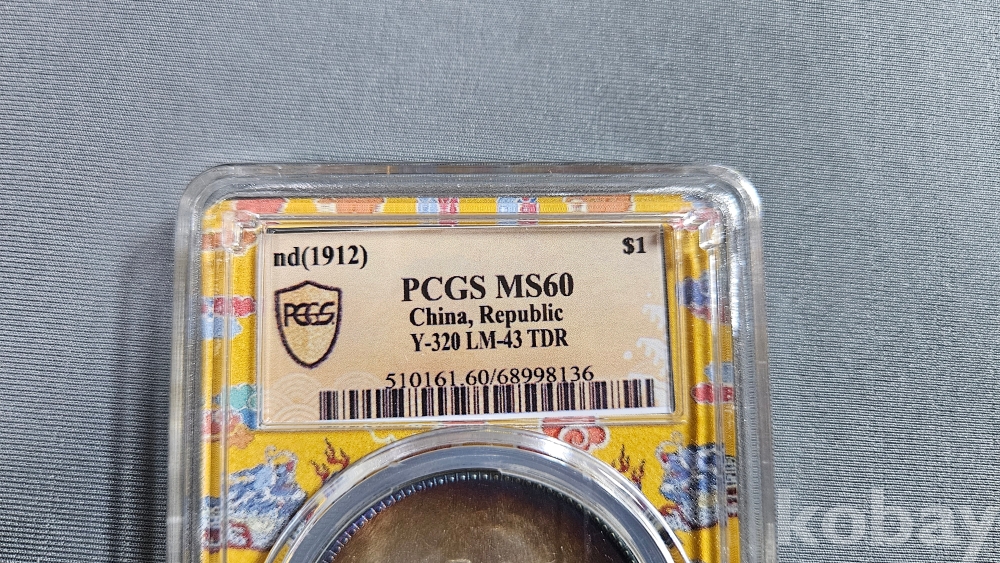 nd(1912) $1
PCGS MS60
PCGS
China, Republic
Y-320 LM-43 TDR
510161.60/68998136
kobay